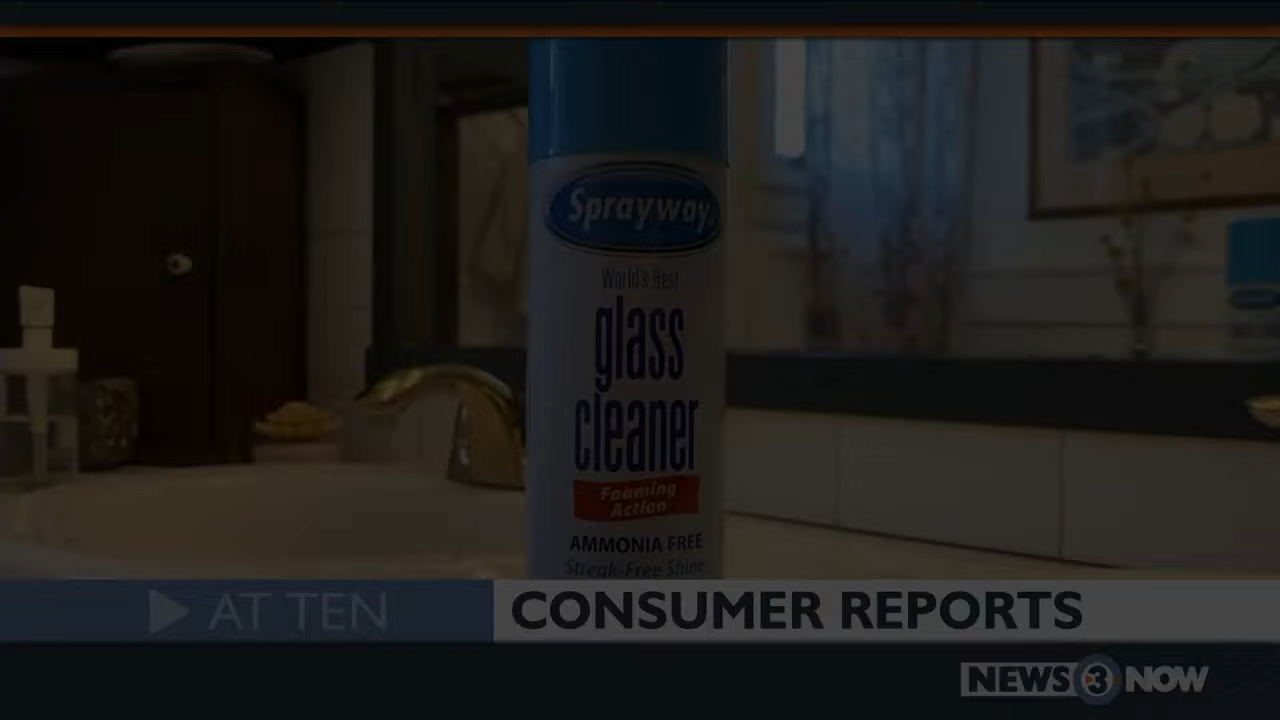 Sprayway
World's Best
glass
cleaner
Foaming
Action
AMMONIA FREE
Streak-Free Shine
AT TEN
CONSUMER REPORTS
NEWS 3 NOW